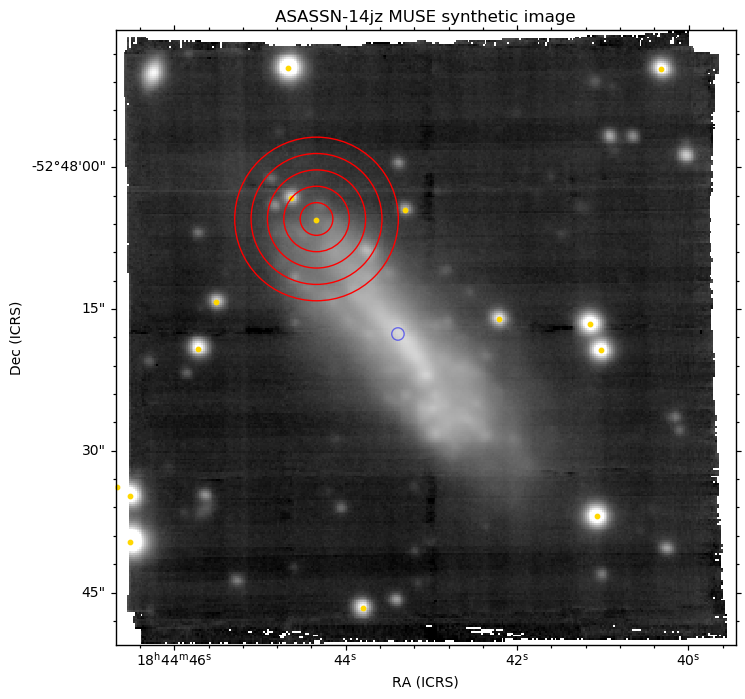 ASASSN-14jz MUSE synthetic image
-52°48'00"
15"
30"
45"
18ʰ44ᵐ46ˢ 44ˢ 42ˢ 40ˢ
RA (ICRS)
Dec (ICRS)